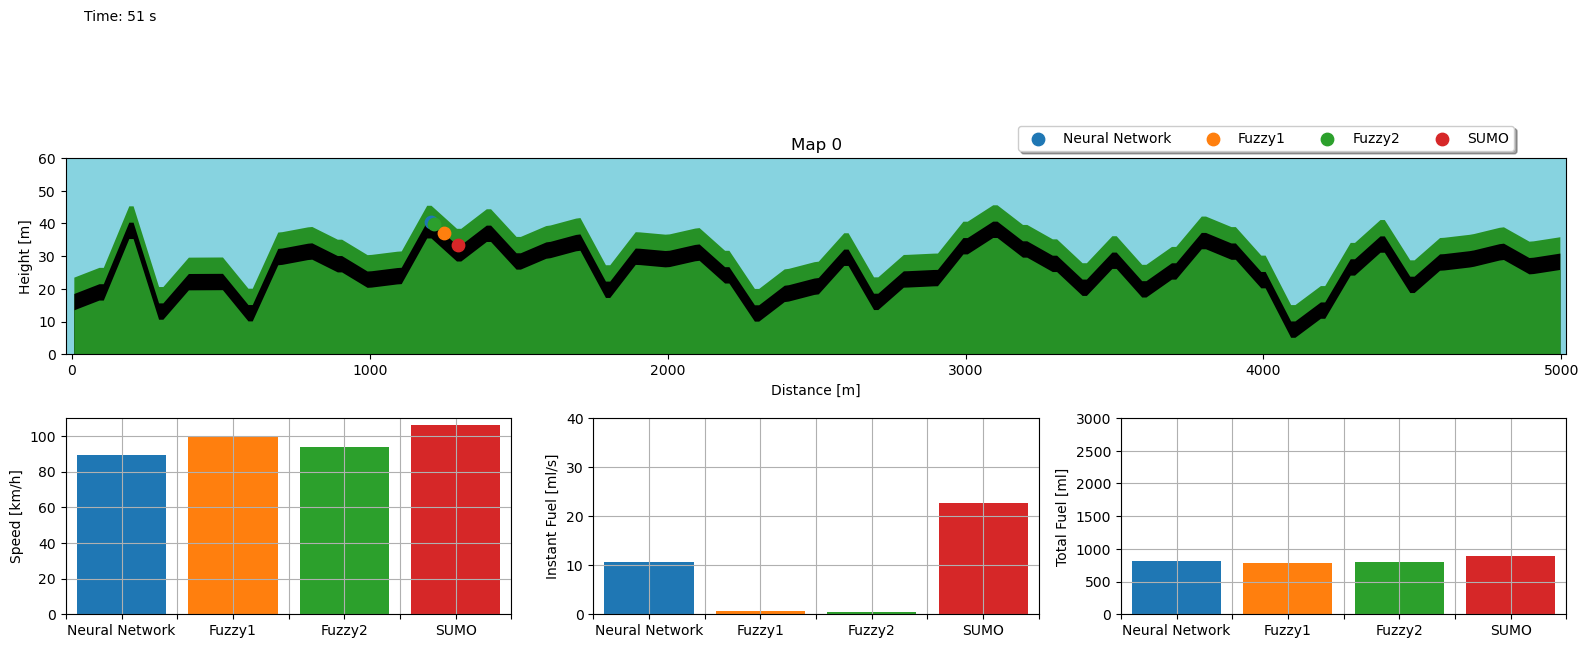 Time: 51 s
Map 0
Neural Network Fuzzy1 Fuzzy2 SUMO
Height [m]
60
50
40
30
20
10
0
0 1000 2000 3000 4000 5000
Distance [m]
Speed [km/h]
100
80
60
40
20
0
Neural Network Fuzzy1 Fuzzy2 SUMO
Instant Fuel [ml/s]
40
30
20
10
0
Neural Network Fuzzy1 Fuzzy2 SUMO
Total Fuel [ml]
3000
2500
2000
1500
1000
500
0
Neural Network Fuzzy1 Fuzzy2 SUMO